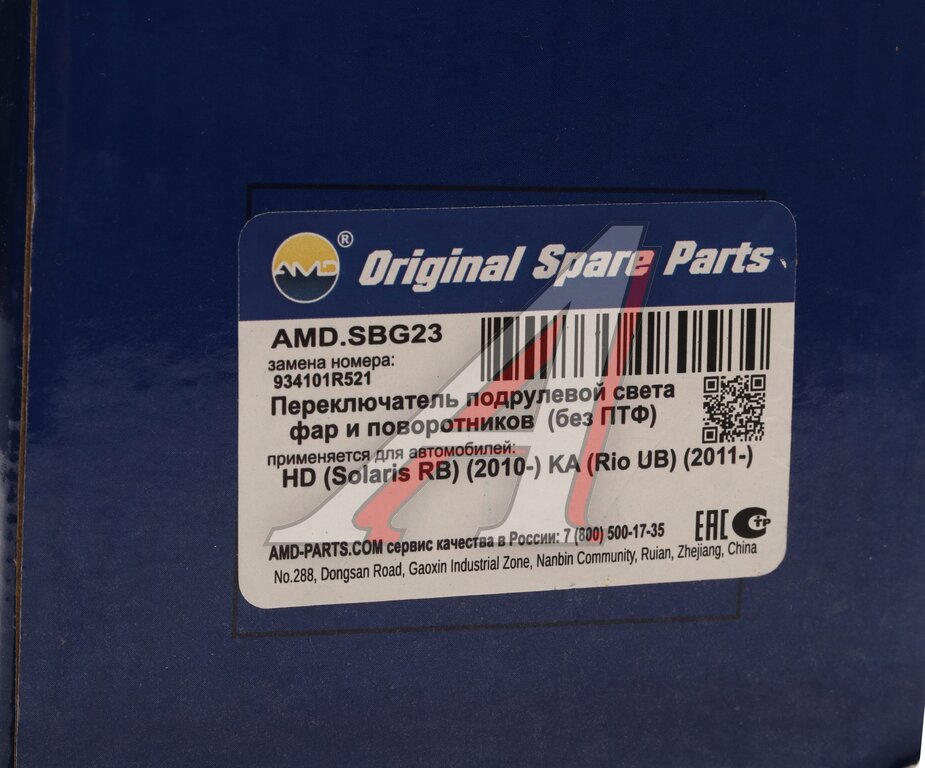 AMD ® Original Spare Parts
AMD.SBG23
замена номера:
934101R521
Переключатель подрулевой света
фар и поворотников (без ПТФ)
применяется для автомобилей:
HD (Solaris RB) (2010-) KA (Rio UB) (2011-)
EAC СТР
AMD-PARTS.COM сервис качества в России: 7 (800) 500-17-35
No.288, Dongsan Road, Gaoxin Industrial Zone, Nanbin Community, Ruian, Zhejiang, China